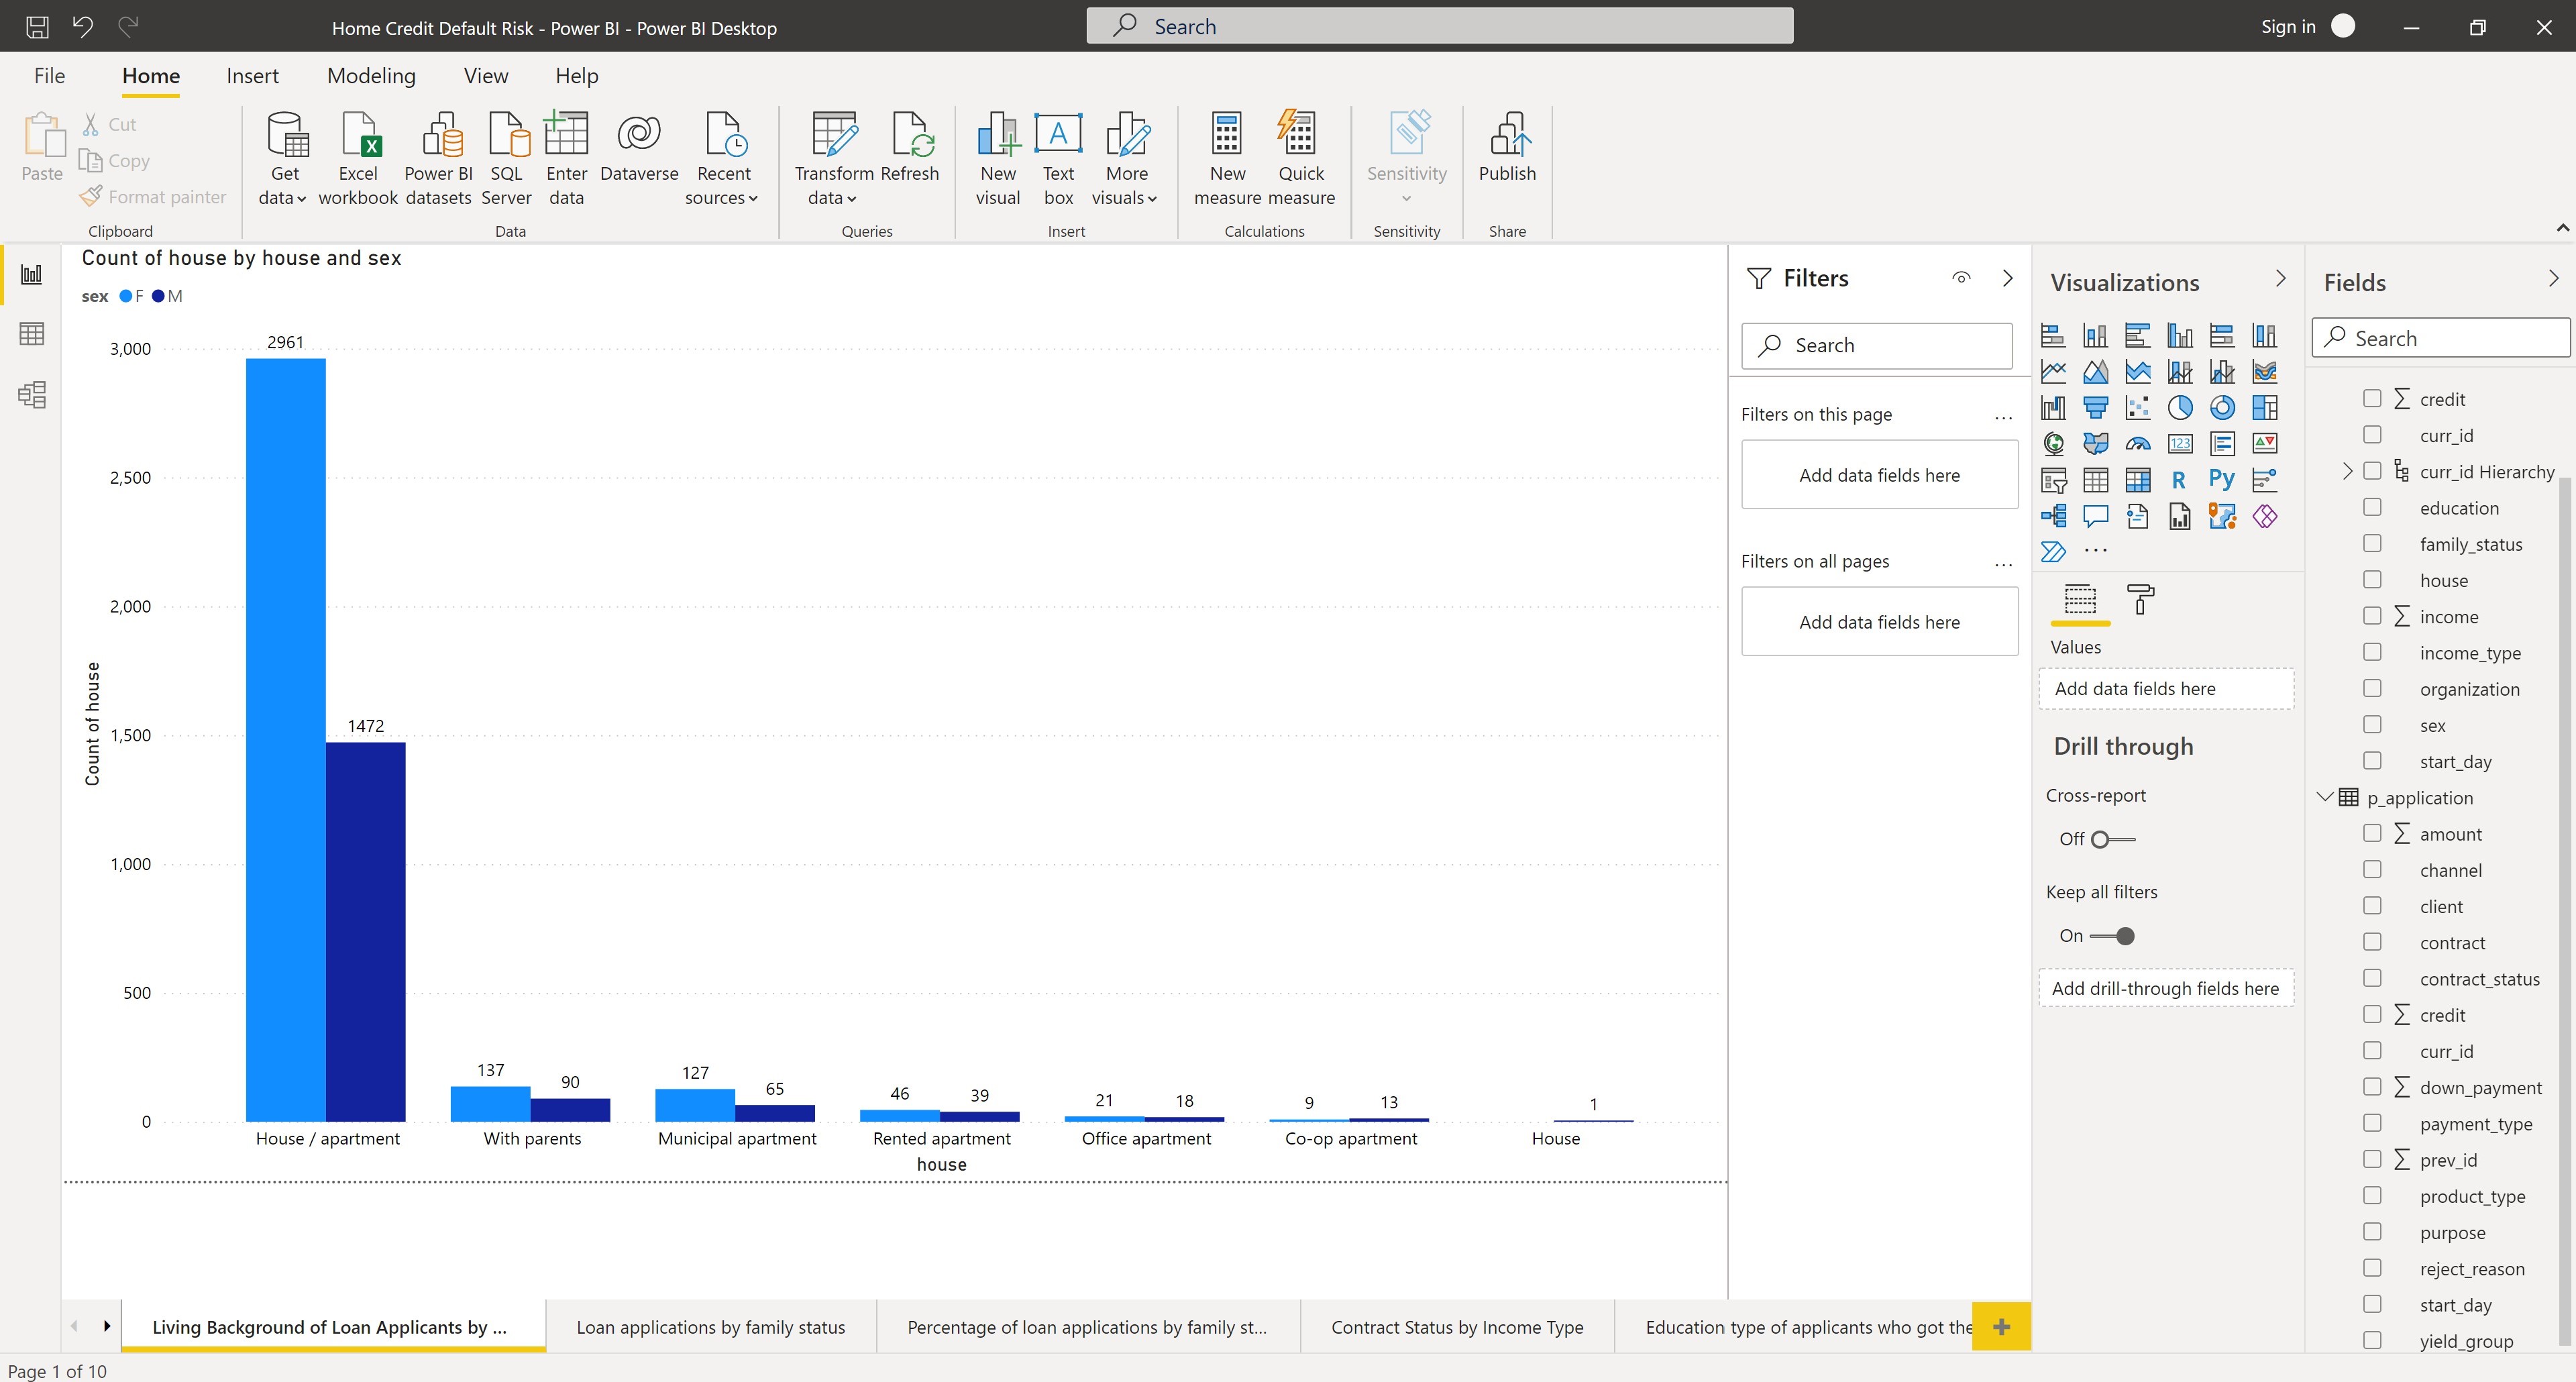 Home Credit Default Risk - Power BI - Power BI Desktop
Search
Sign in
File Home Insert Modeling View Help
Paste
Cut
Copy
Format painter
Clipboard
Get data
Excel workbook
Power BI datasets
SQL Server
Enter data
Dataverse
Recent sources
Data
Transform data
Refresh
Queries
New visual
A
Text box
More visuals
Insert
New measure
Quick measure
Calculations
Sensitivity
Sensitivity
Publish
Share
Count of house by house and sex
sex F M
Count of house
3,000
2,500
2,000
1,500
1,000
500
0
2961
1472
137
90
127
65
46
39
21
18
9
13
1
House / apartment
With parents
Municipal apartment
Rented apartment
Office apartment
Co-op apartment
House
house
Filters
Search
Filters on this page ...
Add data fields here
Filters on all pages ...
Add data fields here
Visualizations
123
R
Py
...
Values
Add data fields here
Drill through
Cross-report
Off
Keep all filters
On
Add drill-through fields here
Fields
Search
∑ credit
curr_id
curr_id Hierarchy
education
family_status
house
∑ income
income_type
organization
sex
start_day
p_application
∑ amount
channel
client
contract
contract_status
∑ credit
curr_id
∑ down_payment
payment_type
∑ prev_id
product_type
purpose
reject_reason
start_day
yield_group
Living Background of Loan Applicants by ...
Loan applications by family status
Percentage of loan applications by family st...
Contract Status by Income Type
Education type of applicants who got the
Page 1 of 10